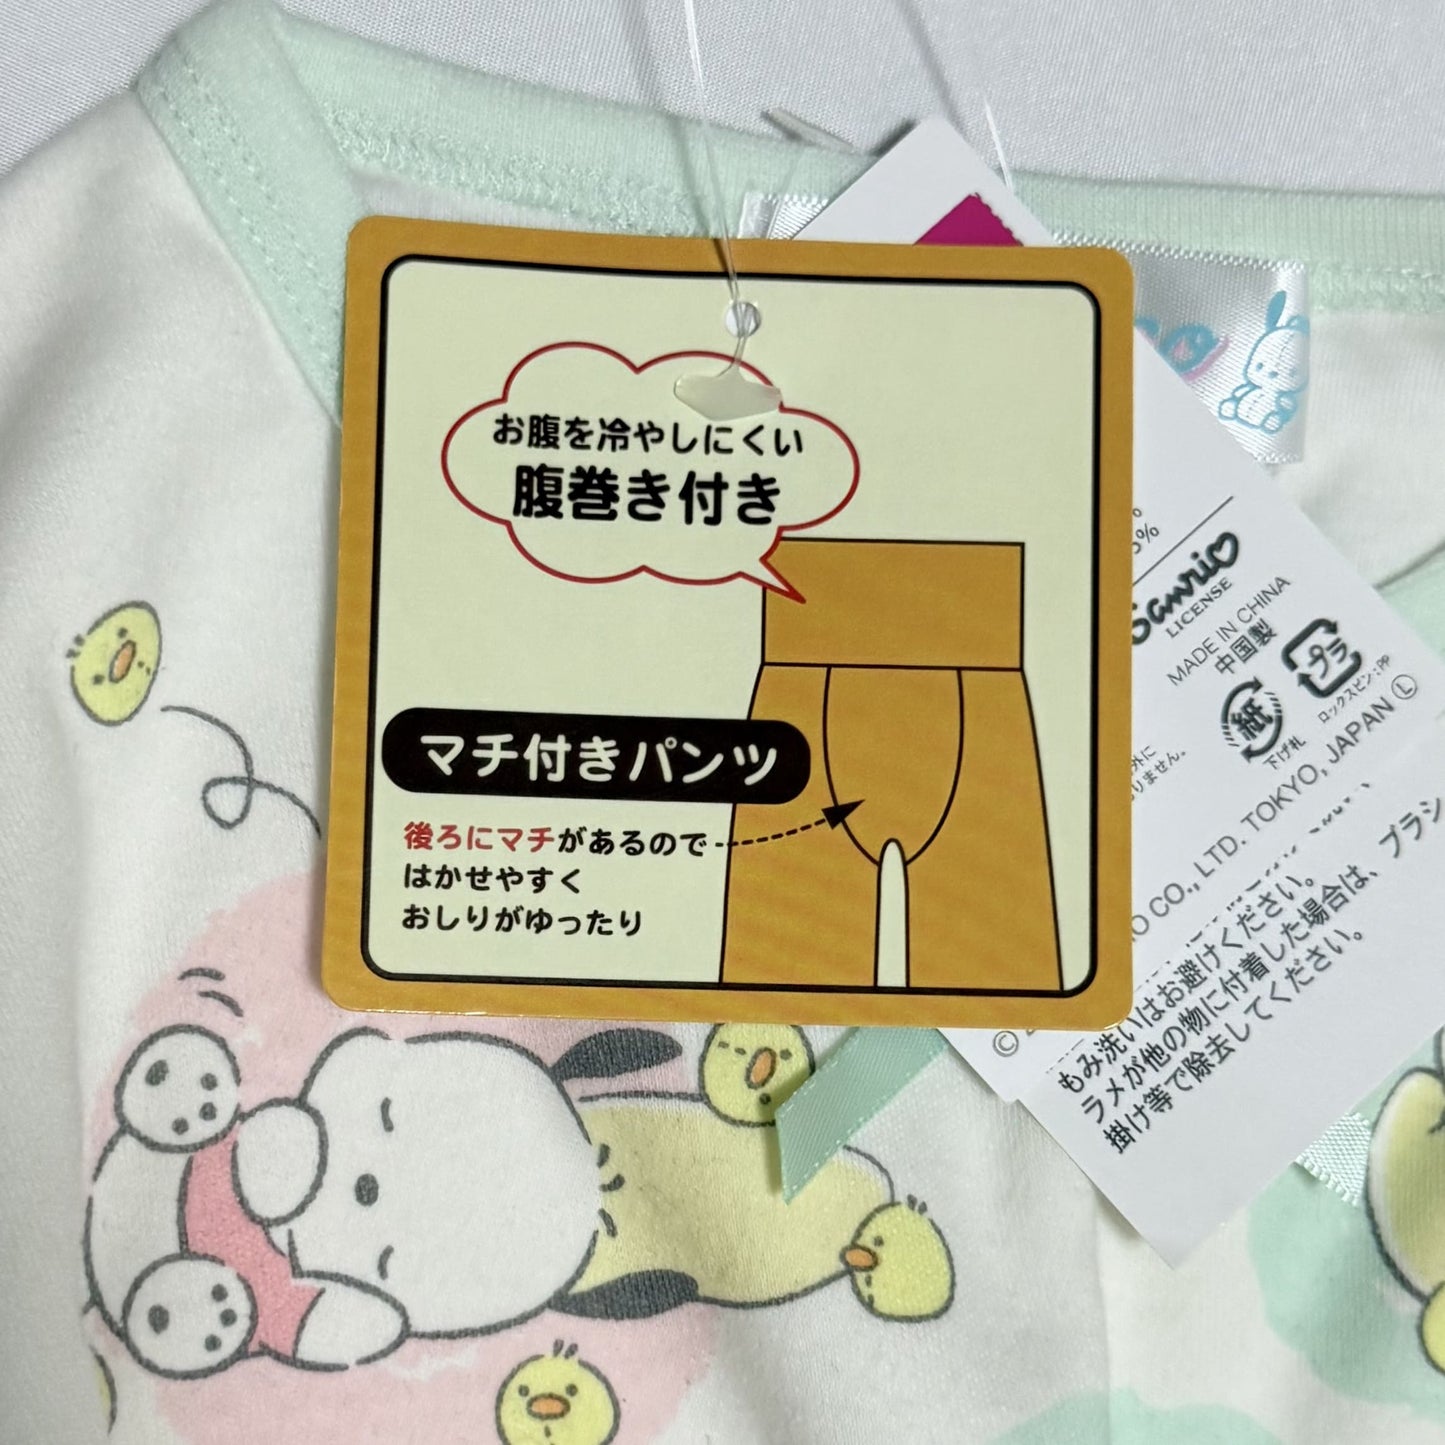 お腹を冷やしにくい
腹巻き付き
マチ付きパンツ
後ろにマチがあるので
はかせやすく
おしりがゆったり
%
5%
Sanrio
LICENSE
MADE IN CHINA
中国製
紙
プラ
下げ札
ロックスピン:PP
CO., LTD. TOKYO, JAPAN Ⓛ
©
りません。
もみ洗いはお避けください。
ラメが他の物に付着した場合は、ブラシ
掛け等で除去してください。